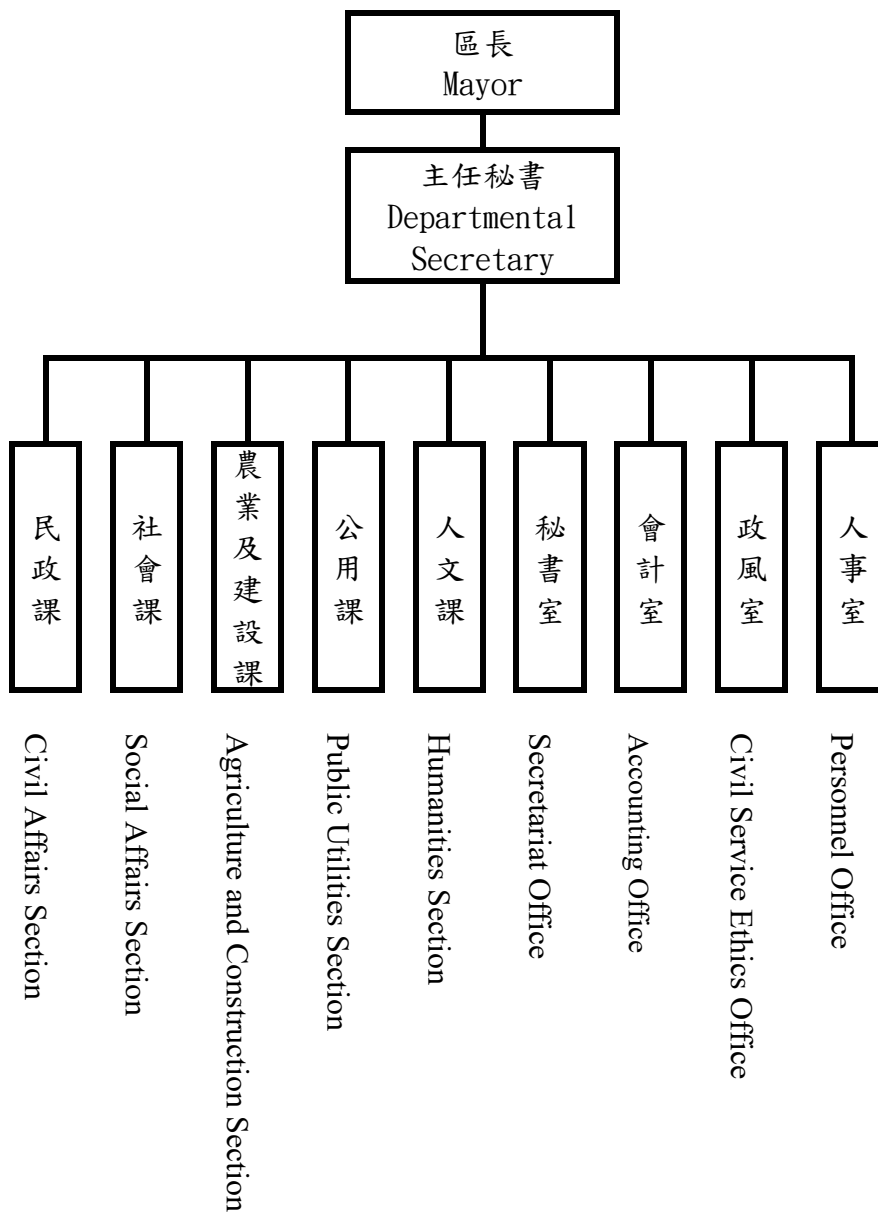 區長
Mayor
主任秘書
Departmental
Secretary
民政課
社會課
農業及建設課
公用課
人文課
秘書室
會計室
政風室
人事室
Civil Affairs Section
Social Affairs Section
Agriculture and Construction Section
Public Utilities Section
Humanities Section
Secretariat Office
Accounting Office
Civil Service Ethics Office
Personnel Office